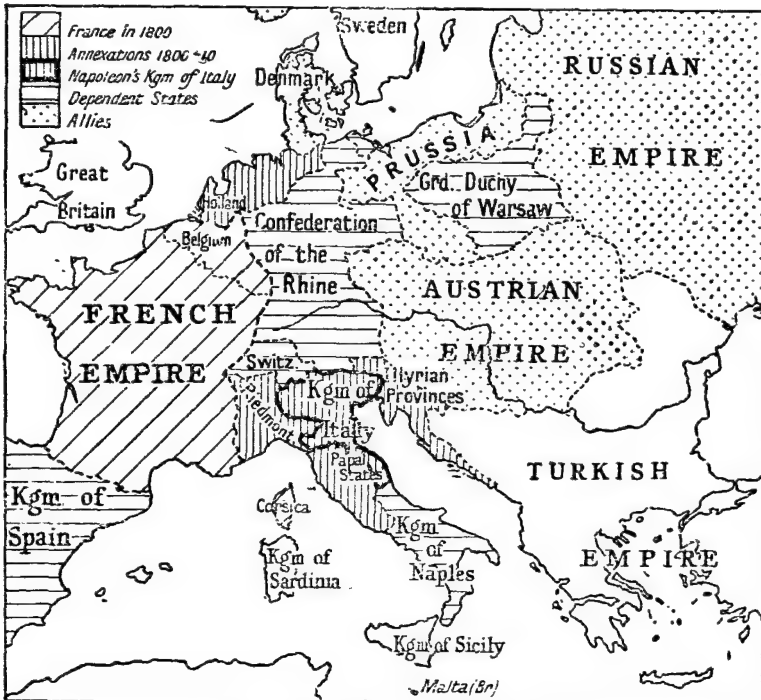 France in 1800
Annexations 1800-10
Napoleon's Kgm of Italy
Dependent States
Allies
Sweden
Denmark
RUSSIAN
EMPIRE
PRUSSIA
Great
Britain
Holland
Grd. Duchy
of Warsaw
Belgium
Confederation
of the
Rhine
FRENCH
EMPIRE
AUSTRIAN
EMPIRE
Switz
Piedmont
Kgm of
Italy
Illyrian
Provinces
Papal
States
TURKISH
EMPIRE
Kgm of
Spain
Corsica
Kgm of
Sardinia
Kgm
of
Naples
Kgm of Sicily
Malta (Br)